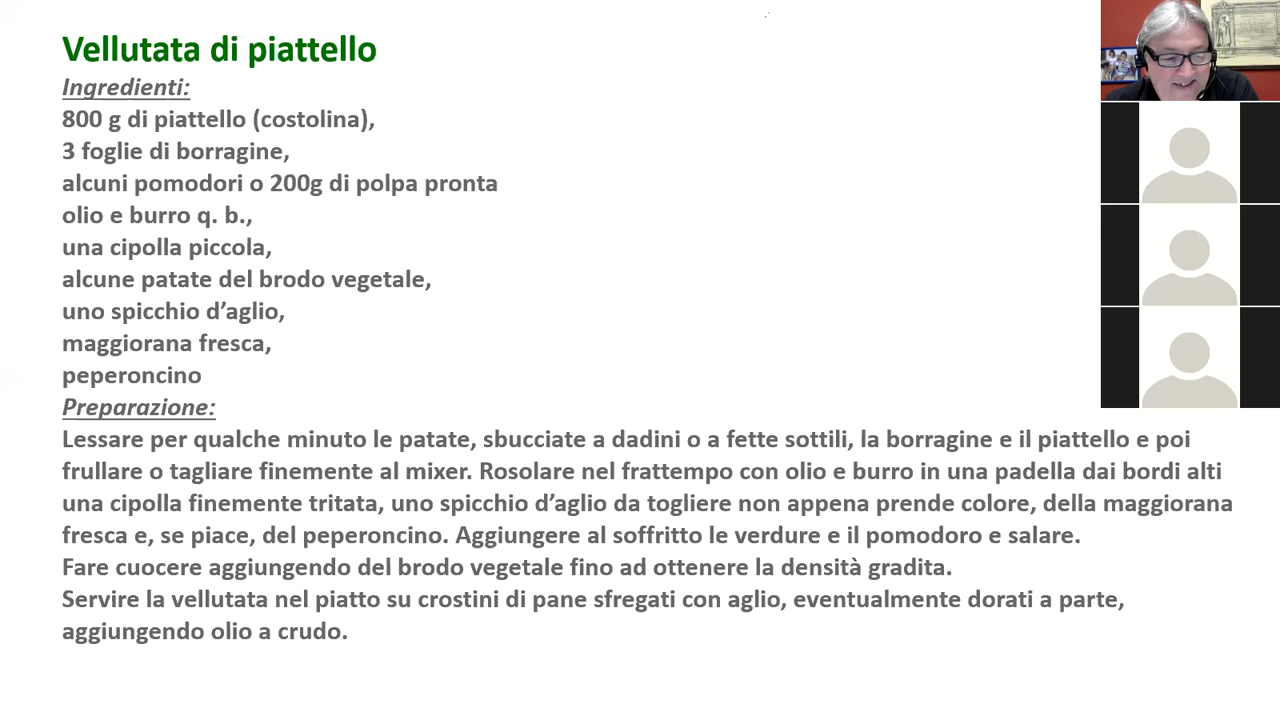 Vellutata di piattello
Ingredienti:
800 g di piattello (costolina),
3 foglie di borragine,
alcuni pomodori o 200g di polpa pronta
olio e burro q. b.,
una cipolla piccola,
alcune patate del brodo vegetale,
uno spicchio d’aglio,
maggiorana fresca,
peperoncino
Preparazione:
Lessare per qualche minuto le patate, sbucciate a dadini o a fette sottili, la borragine e il piattello e poi
frullare o tagliare finemente al mixer. Rosolare nel frattempo con olio e burro in una padella dai bordi alti
una cipolla finemente tritata, uno spicchio d’aglio da togliere non appena prende colore, della maggiorana
fresca e, se piace, del peperoncino. Aggiungere al soffritto le verdure e il pomodoro e salare.
Fare cuocere aggiungendo del brodo vegetale fino ad ottenere la densità gradita.
Servire la vellutata nel piatto su crostini di pane sfregati con aglio, eventualmente dorati a parte,
aggiungendo olio a crudo.